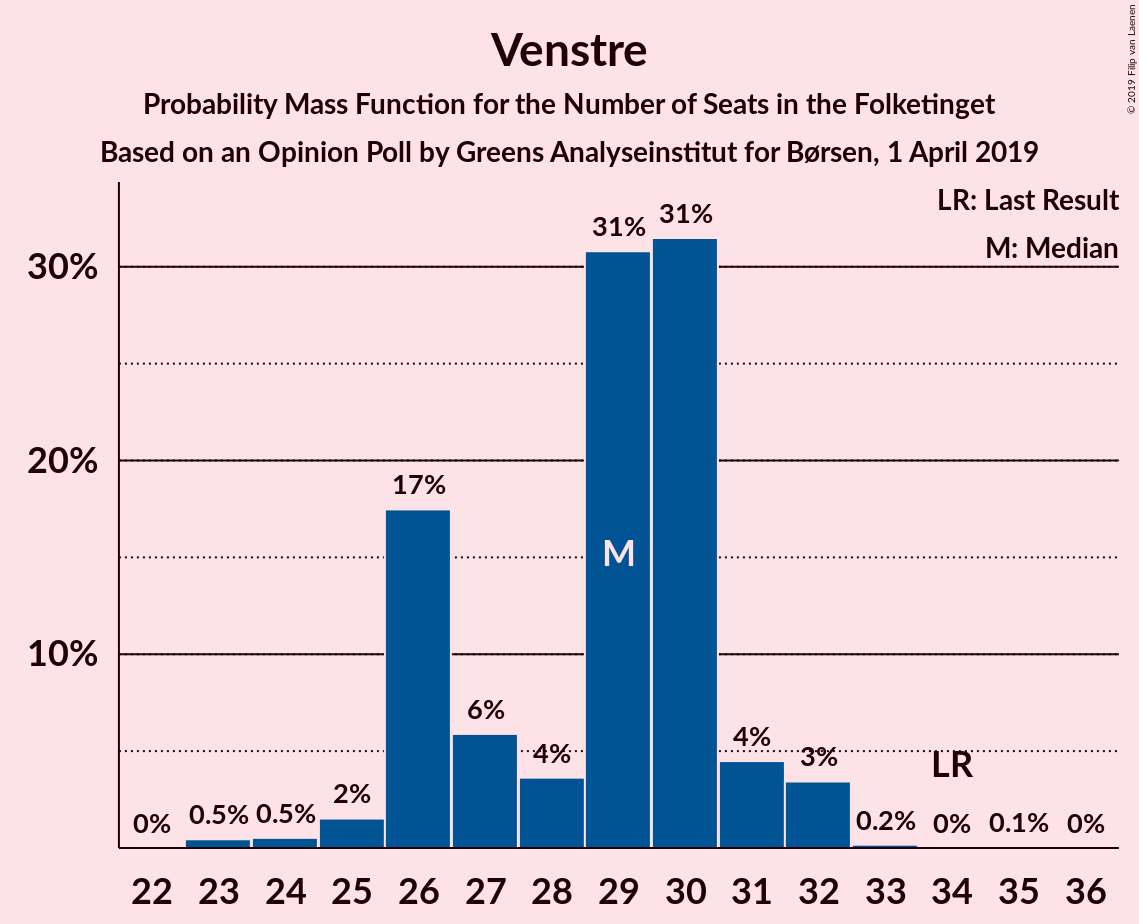 Venstre
Probability Mass Function for the Number of Seats in the Folketinget
Based on an Opinion Poll by Greens Analyseinstitut for Børsen, 1 April 2019
© 2019 Filip van Laenen
LR: Last Result
M: Median
30%
20%
10%
0%
0.5%
0.5%
2%
17%
6%
4%
31%
31%
4%
3%
0.2%
0%
0.1%
0%
M
LR
22 23 24 25 26 27 28 29 30 31 32 33 34 35 36